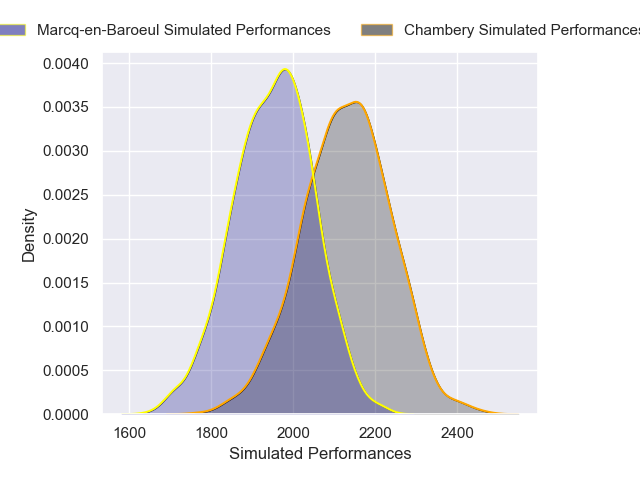 Marcq-en-Baroeul Simulated Performances Chambery Simulated Performances
0.0040
0.0035
0.0030
0.0025
0.0020
0.0015
0.0010
0.0005
0.0000
Density
1600 1800 2000 2200 2400
Simulated Performances